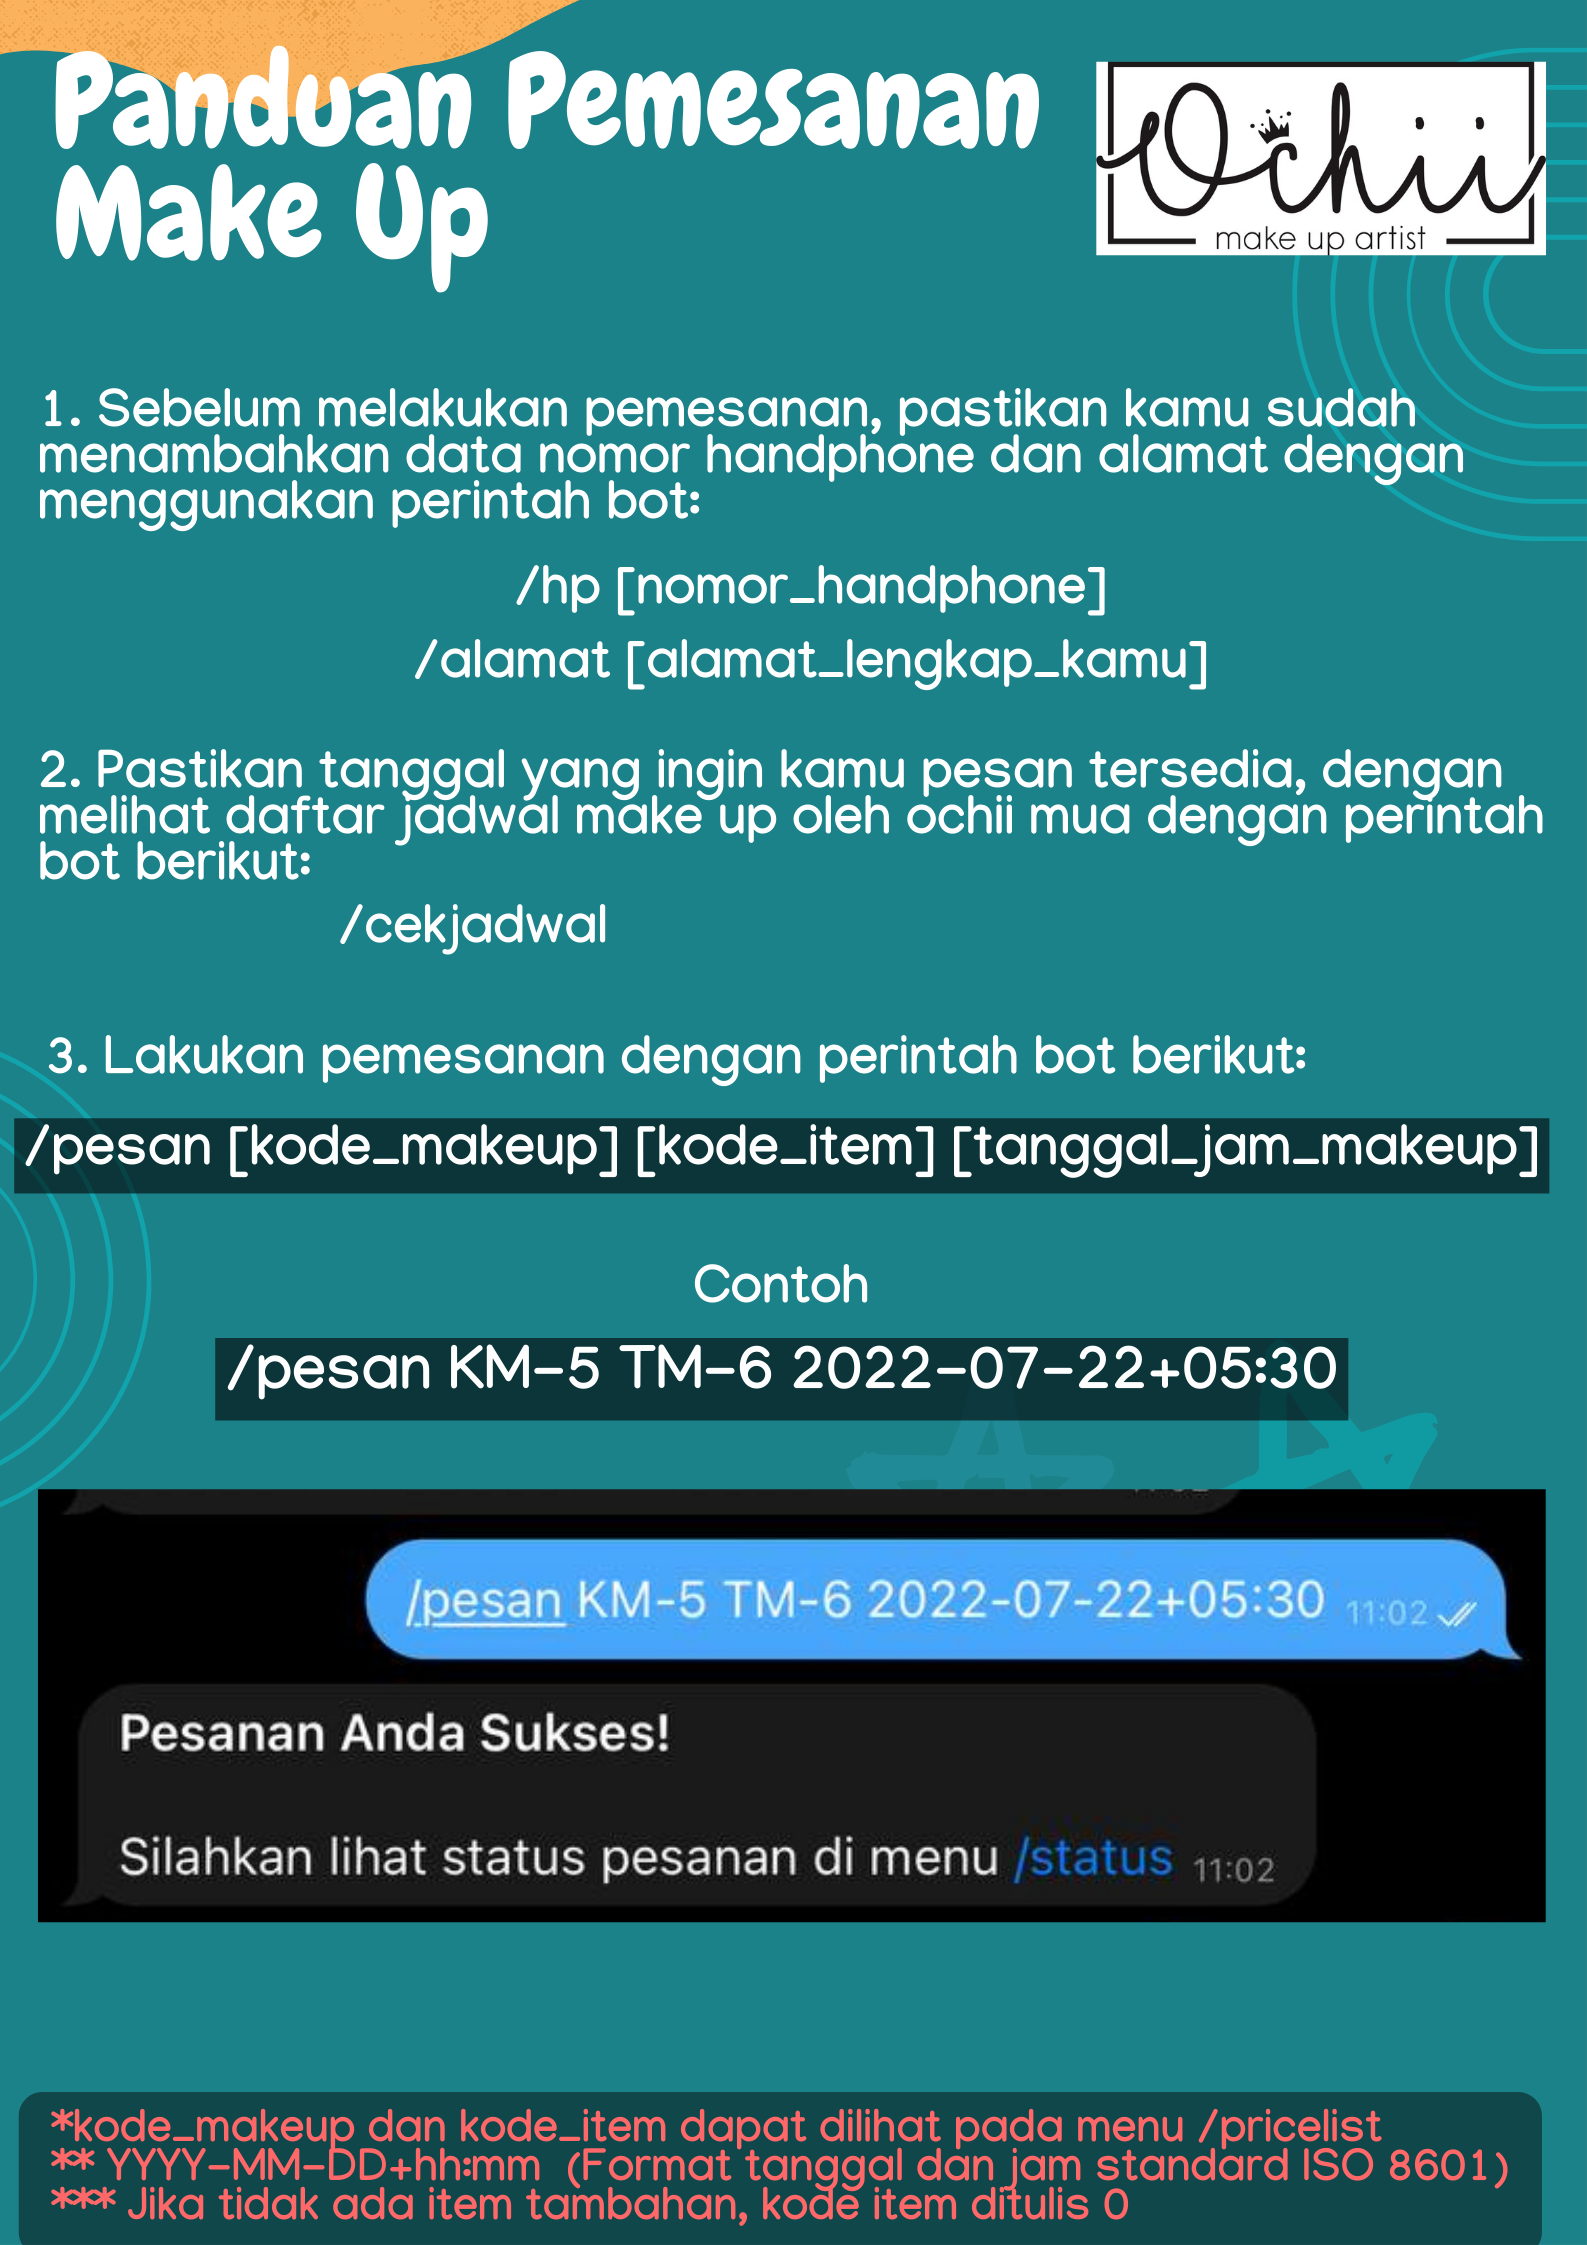 Panduan Pemesanan
Make Up
Ochii
make up artist
1. Sebelum melakukan pemesanan, pastikan kamu sudah
menambahkan data nomor handphone dan alamat dengan
menggunakan perintah bot:
/hp [nomor_handphone]
/alamat [alamat_lengkap_kamu]
2. Pastikan tanggal yang ingin kamu pesan tersedia, dengan
melihat daftar jadwal make up oleh ochii mua dengan perintah
bot berikut:
/cekjadwal
3. Lakukan pemesanan dengan perintah bot berikut:
/pesan [kode_makeup] [kode_item] [tanggal_jam_makeup]
Contoh
/pesan KM-5 TM-6 2022-07-22+05:30
/pesan KM-5 TM-6 2022-07-22+05:30 11:02
Pesanan Anda Sukses!
Silahkan lihat status pesanan di menu /status 11:02
*kode_makeup dan kode_item dapat dilihat pada menu /pricelist
** YYYY-MM-DD+hh:mm (Format tanggal dan jam standard ISO 8601)
*** Jika tidak ada item tambahan, kode item ditulis 0